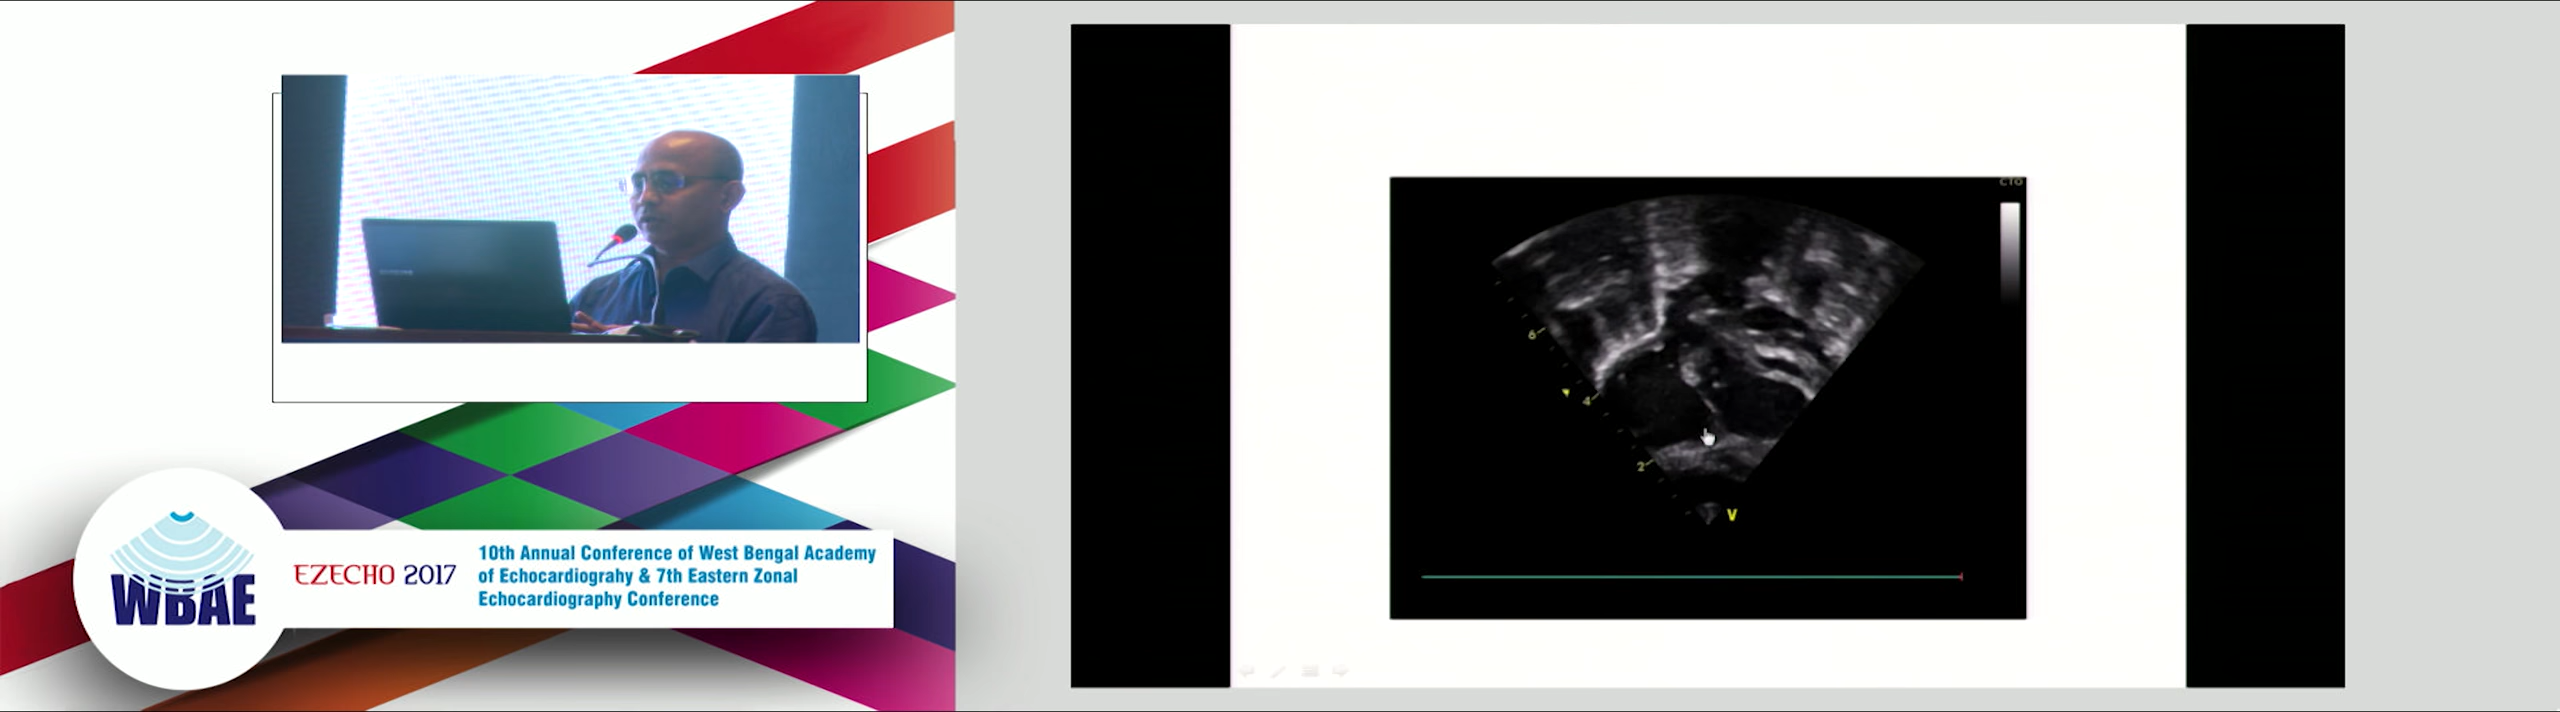 WBAE
EZECHO 2017
10th Annual Conference of West Bengal Academy
of Echocardiograhy & 7th Eastern Zonal
Echocardiography Conference
6
4
2
V